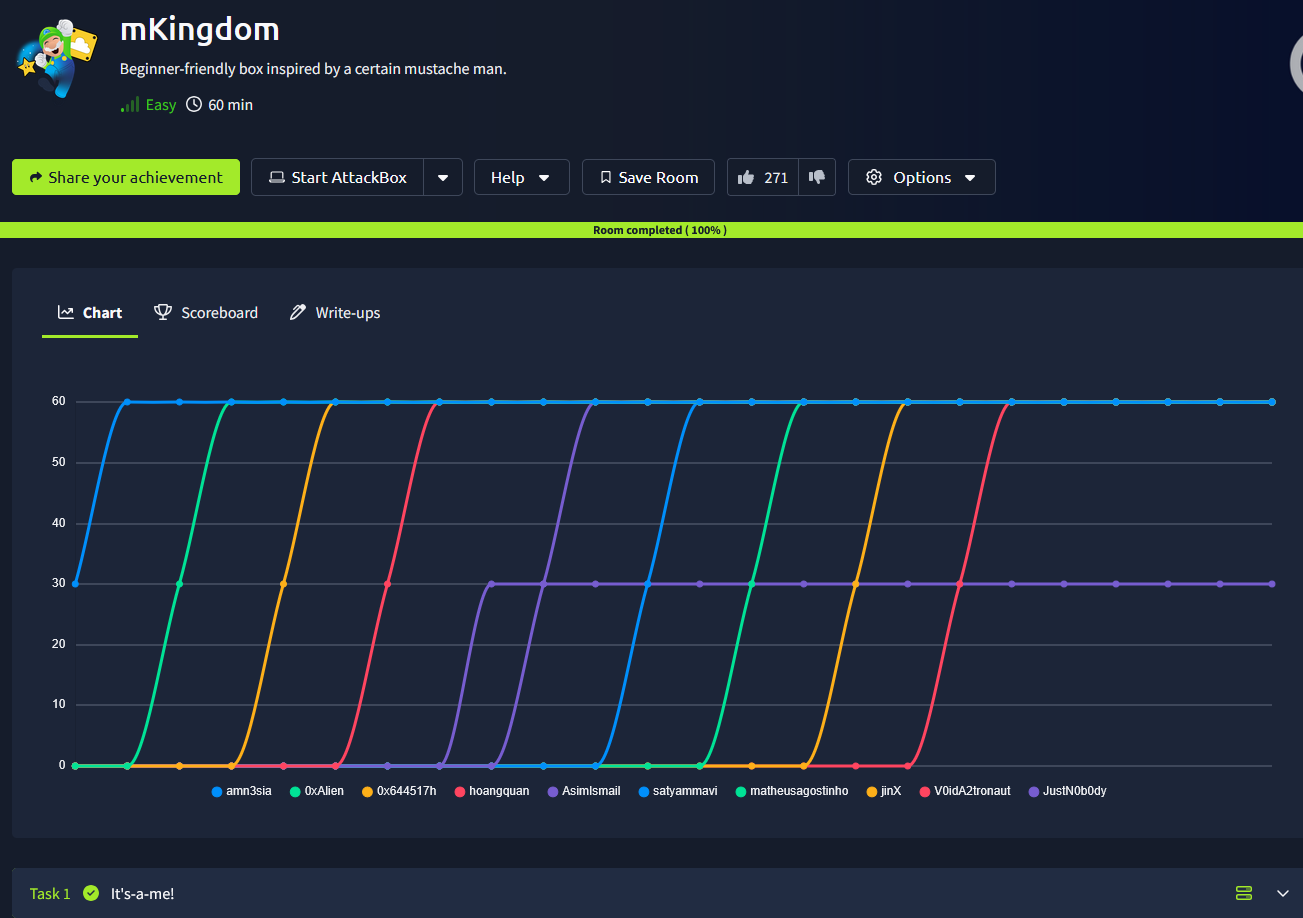 mKingdom
Beginner-friendly box inspired by a certain mustache man.
Easy 60 min
Share your achievement Start AttackBox Help Save Room 271 Options
Room completed ( 100% )
Chart Scoreboard Write-ups
60
50
40
30
20
10
0
amn3sia 0xAlien 0x644517h hoangquan AsimIsmail satyammavi matheusagostinho jinX V0idA2tronaut JustN0b0dy
Task 1 It's-a-me!